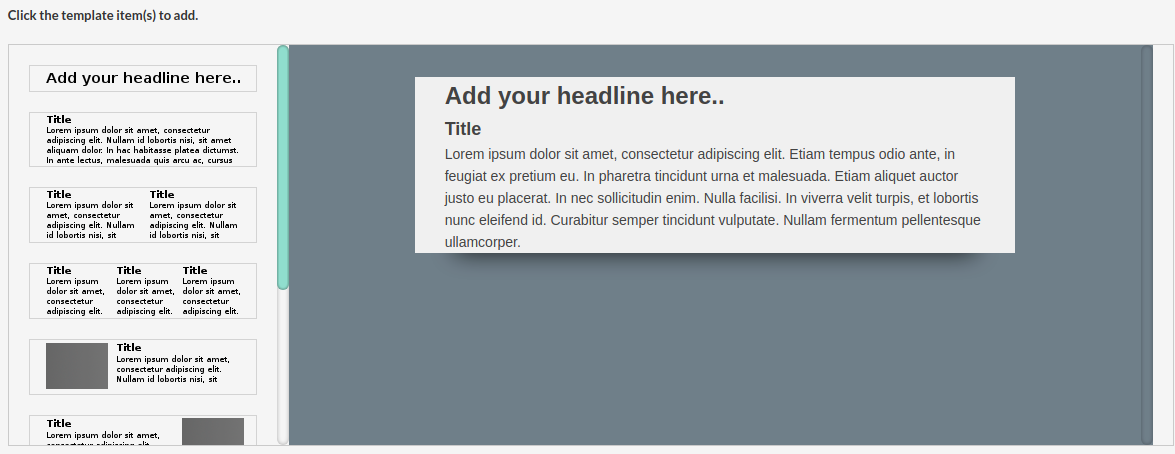 Click the template item(s) to add.
Add your headline here..
Title
Lorem ipsum dolor sit amet, consectetur
adipiscing elit. Nullam id lobortis nisi, sit amet
aliquam dolor. In hac habitasse platea dictumst.
In ante lectus, malesuada quis arcu ac, cursus
Title
Lorem ipsum dolor sit
amet, consectetur
adipiscing elit. Nullam
id lobortis nisi, sit
Title
Lorem ipsum dolor sit
amet, consectetur
adipiscing elit. Nullam
id lobortis nisi, sit
Title
Lorem ipsum
dolor sit amet,
consectetur
adipiscing elit.
Title
Lorem ipsum
dolor sit amet,
consectetur
adipiscing elit.
Title
Lorem ipsum
dolor sit amet,
consectetur
adipiscing elit.
Title
Lorem ipsum dolor sit amet,
consectetur adipiscing elit.
Nullam id lobortis nisi, sit
Title
Lorem ipsum dolor sit amet,
consectetur adipiscing elit.
Add your headline here..
Title
Lorem ipsum dolor sit amet, consectetur adipiscing elit. Etiam tempus odio ante, in
feugiat ex pretium eu. In pharetra tincidunt urna et malesuada. Etiam aliquet auctor
justo eu placerat. In nec sollicitudin enim. Nulla facilisi. In viverra velit turpis, et lobortis
nunc eleifend id. Curabitur semper tincidunt vulputate. Nullam fermentum pellentesque
ullamcorper.